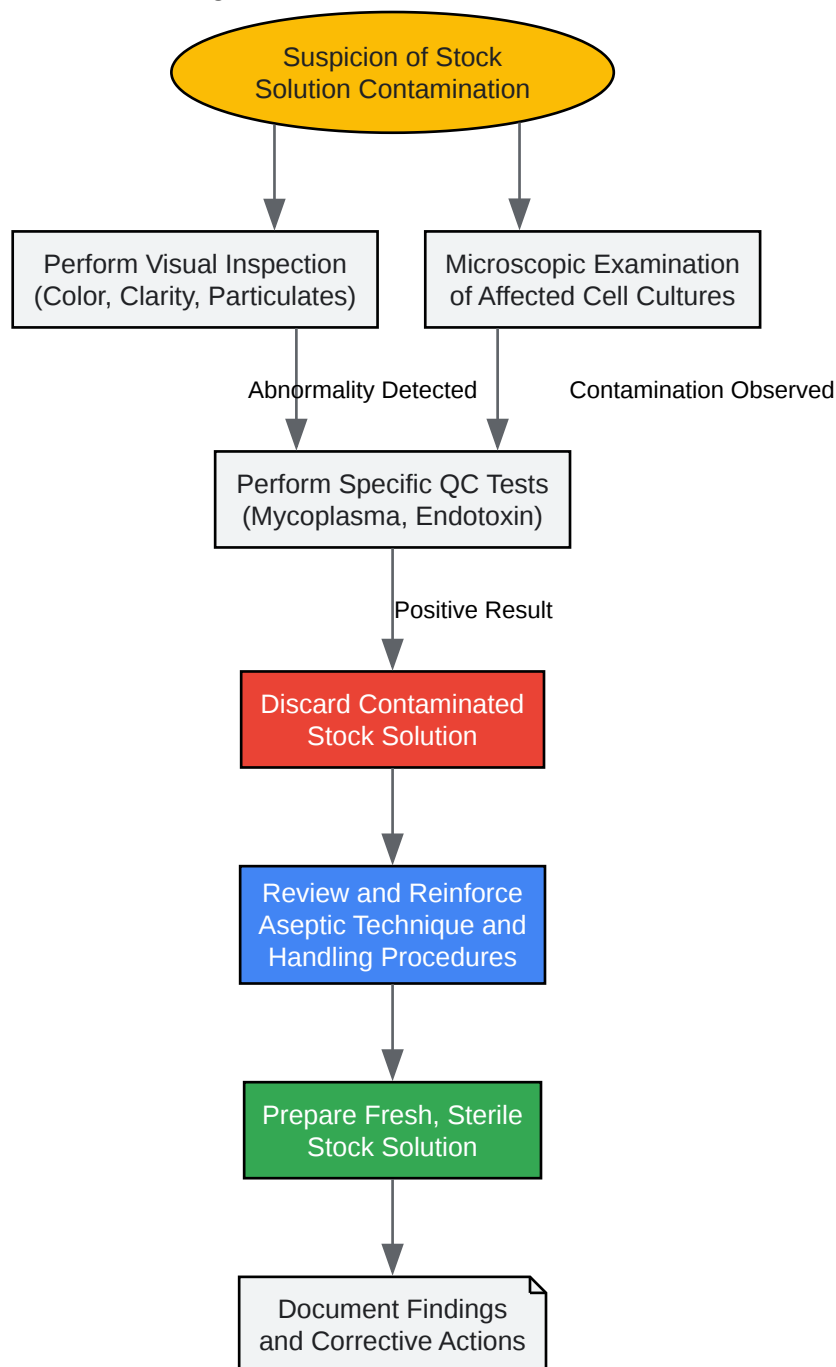 Suspicion of Stock
Solution Contamination
Perform Visual Inspection
(Color, Clarity, Particulates)
Microscopic Examination
of Affected Cell Cultures
Abnormality Detected
Contamination Observed
Perform Specific QC Tests
(Mycoplasma, Endotoxin)
Positive Result
Discard Contaminated
Stock Solution
Review and Reinforce
Aseptic Technique and
Handling Procedures
Prepare Fresh, Sterile
Stock Solution
Document Findings
and Corrective Actions